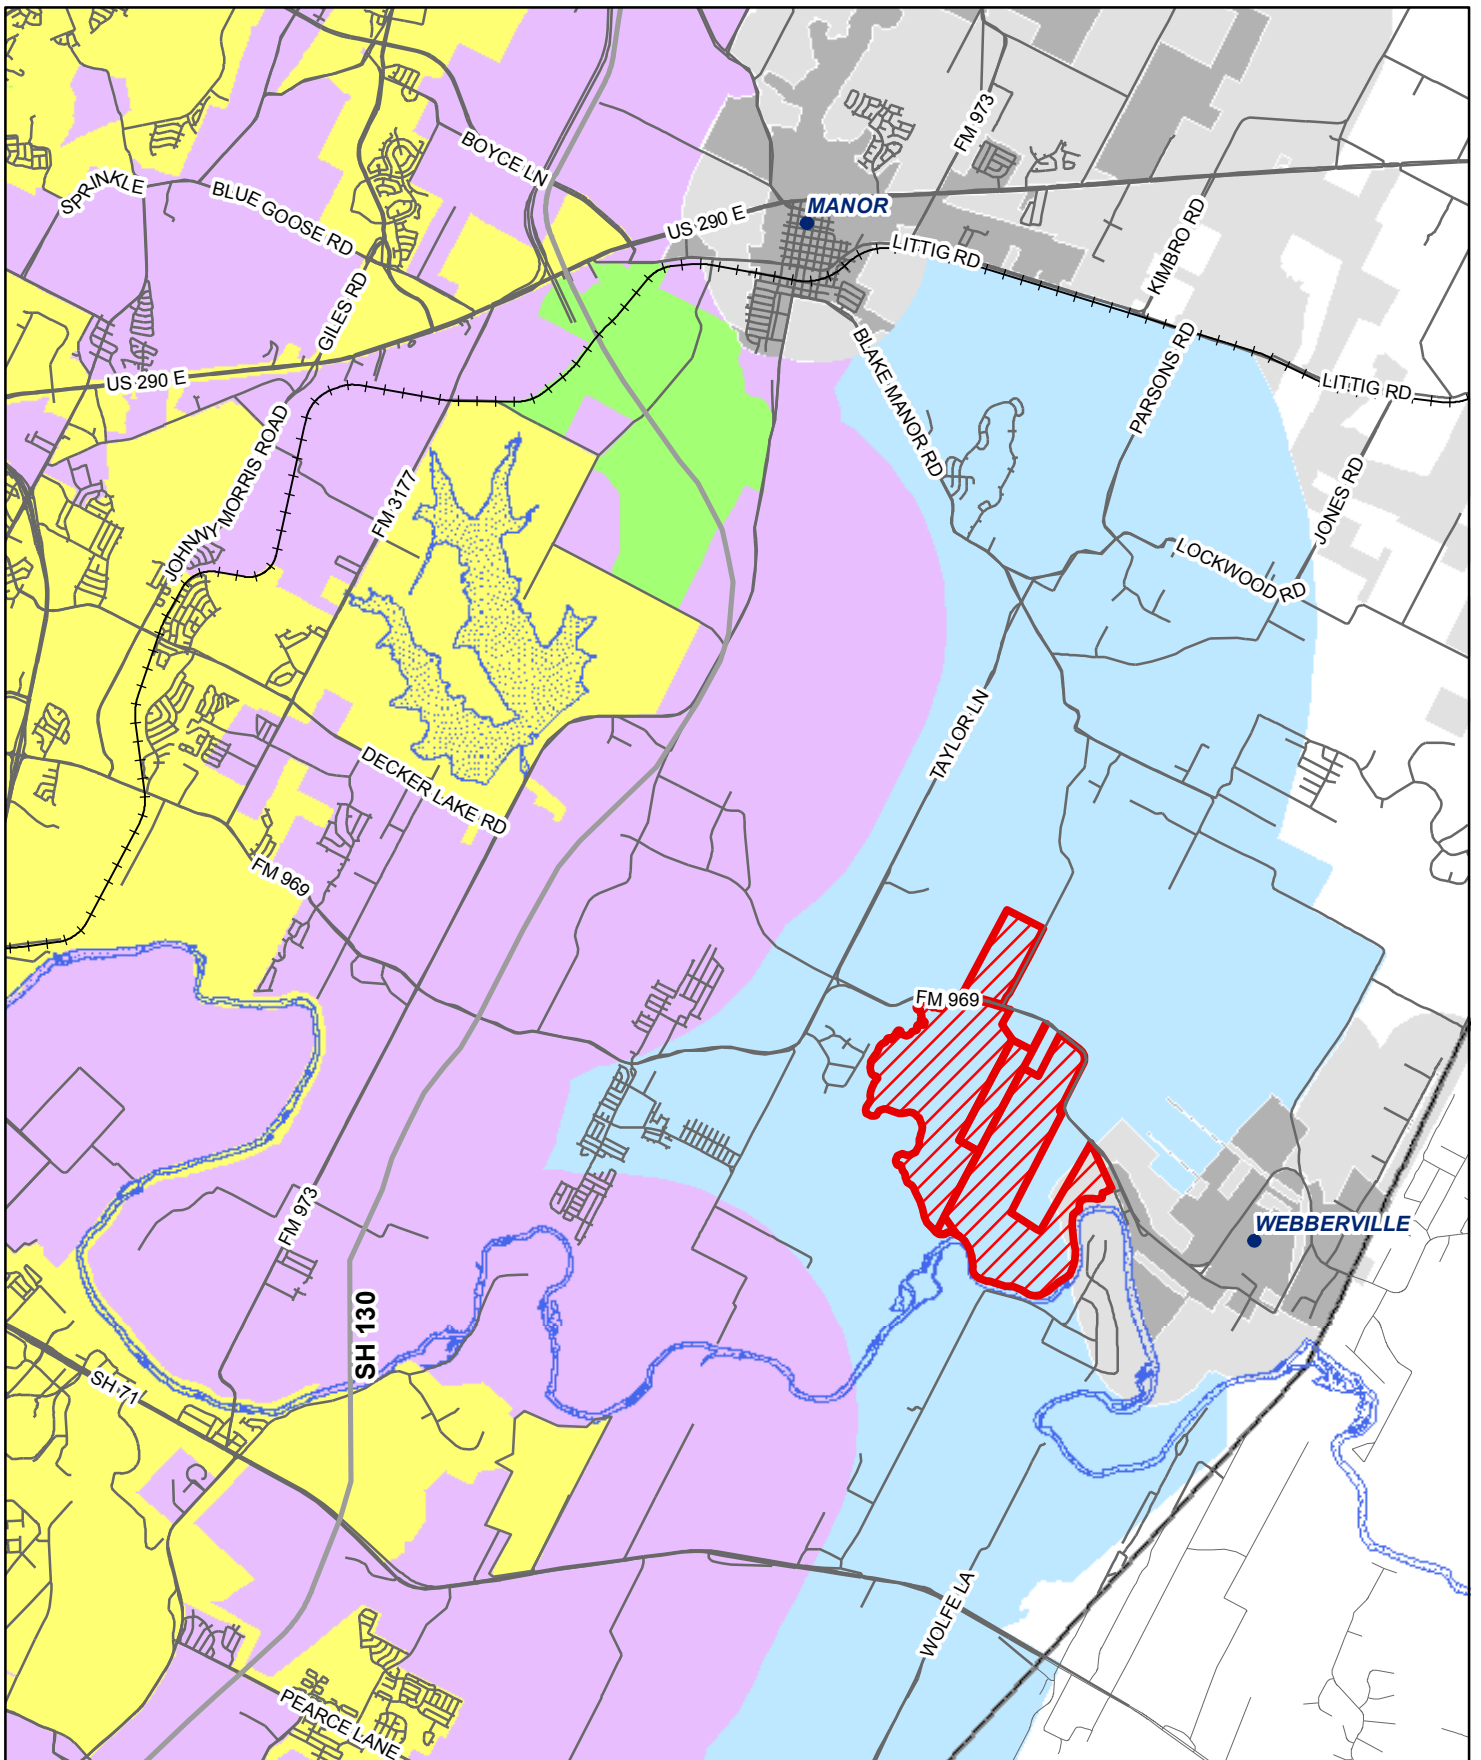 FM 973
BOYCE LN
SPRINKLE
BLUE GOOSE RD
MANOR
US 290 E
LITTIG RD
KIMBRO RD
GILES RD
PARSONS RD
BLAKE MANOR RD
US 290 E
LITTIG RD
JOHNNY MORRIS ROAD
FM 3177
JONES RD
LOCKWOOD RD
TAYLOR LN
DECKER LAKE RD
FM 969
FM 969
FM 973
WEBBERVILLE
SH 130
SH 71
WOLFE LA
PEARCE LANE